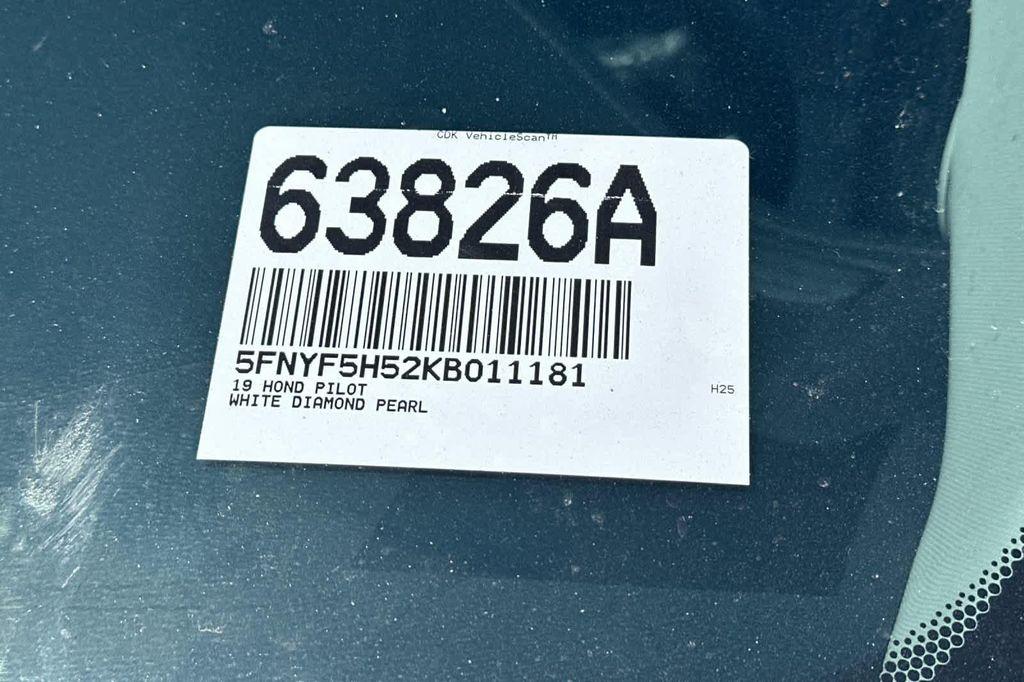 CDK VehicleScan™
63826A
5FNYF5H52KB011181
19 HOND PILOT
WHITE DIAMOND PEARL
H25